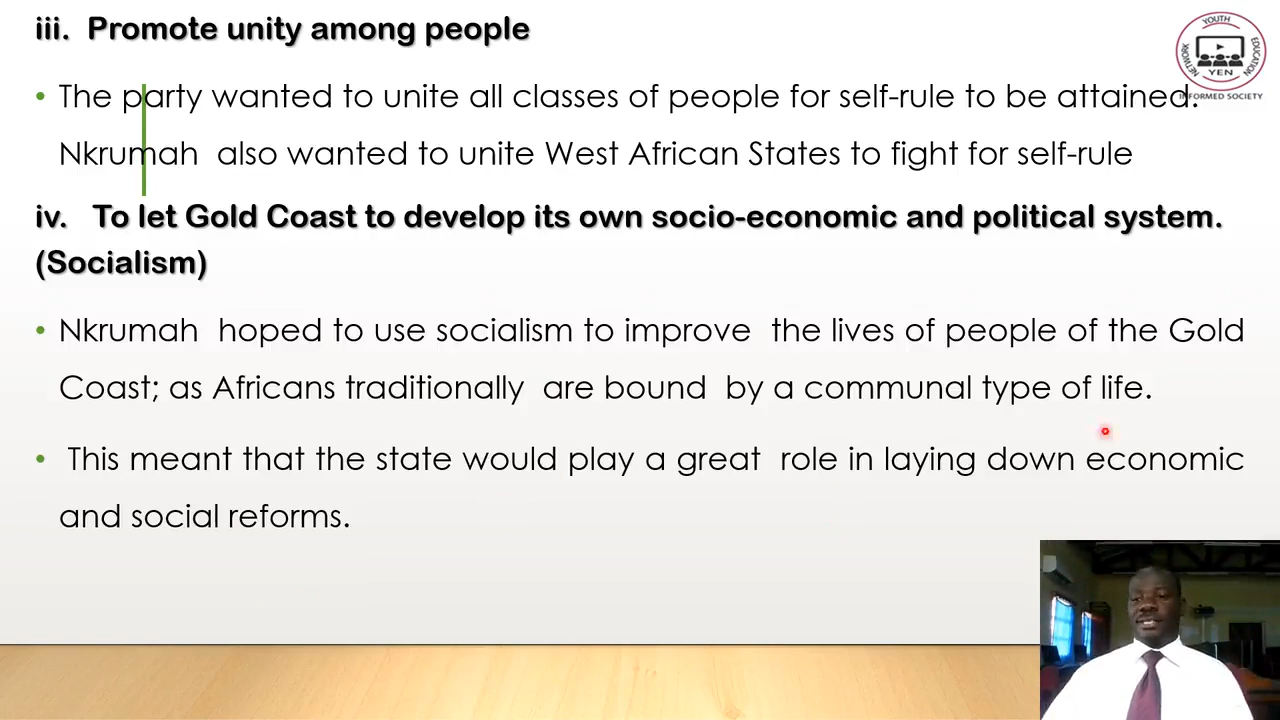 iii. Promote unity among people
YOUTH
EDUCATION
NETWORK
YEN
INFORMED SOCIETY
• The party wanted to unite all classes of people for self-rule to be attained.
Nkrumah also wanted to unite West African States to fight for self-rule
iv. To let Gold Coast to develop its own socio-economic and political system.
(Socialism)
• Nkrumah hoped to use socialism to improve the lives of people of the Gold
Coast; as Africans traditionally are bound by a communal type of life.
• This meant that the state would play a great role in laying down economic
and social reforms.